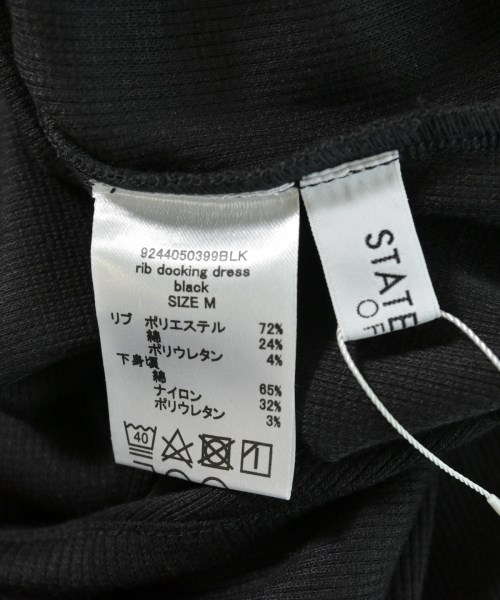 9244050399BLK
rib docking dress
black
SIZE M
リブ ポリエステル 72%
綿 24%
ポリウレタン 4%
下身頃
綿 65%
ナイロン 32%
ポリウレタン 3%
40
STATE
OF